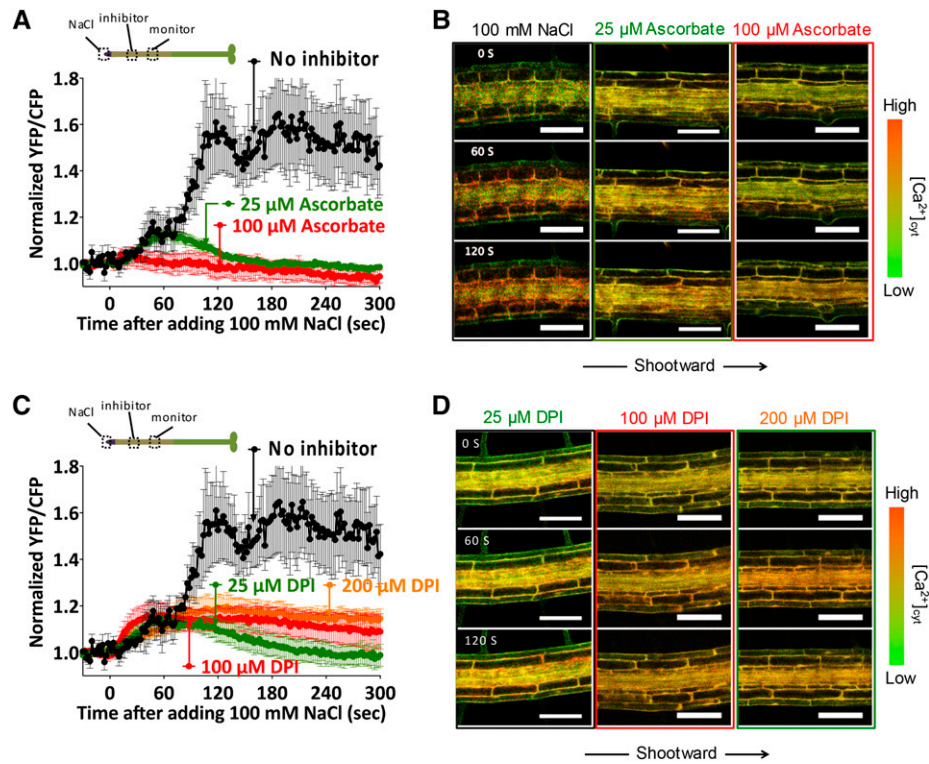 A
NaCl
inhibitor
monitor
No inhibitor
25 µM Ascorbate
100 µM Ascorbate
Normalized YFP/CFP
1.8
1.6
1.4
1.2
1.0
0 60 120 180 240 300
Time after adding 100 mM NaCl (sec)
B
100 mM NaCl 25 µM Ascorbate 100 µM Ascorbate
0 S
60 S
120 S
High
[Ca2+]cyt
Low
Shootward
C
NaCl
inhibitor
monitor
No inhibitor
25 µM DPI 200 µM DPI
100 µM DPI
Normalized YFP/CFP
1.8
1.6
1.4
1.2
1.0
0 60 120 180 240 300
Time after adding 100 mM NaCl (sec)
D
25 µM DPI 100 µM DPI 200 µM DPI
0 S
60 S
120 S
High
[Ca2+]cyt
Low
Shootward